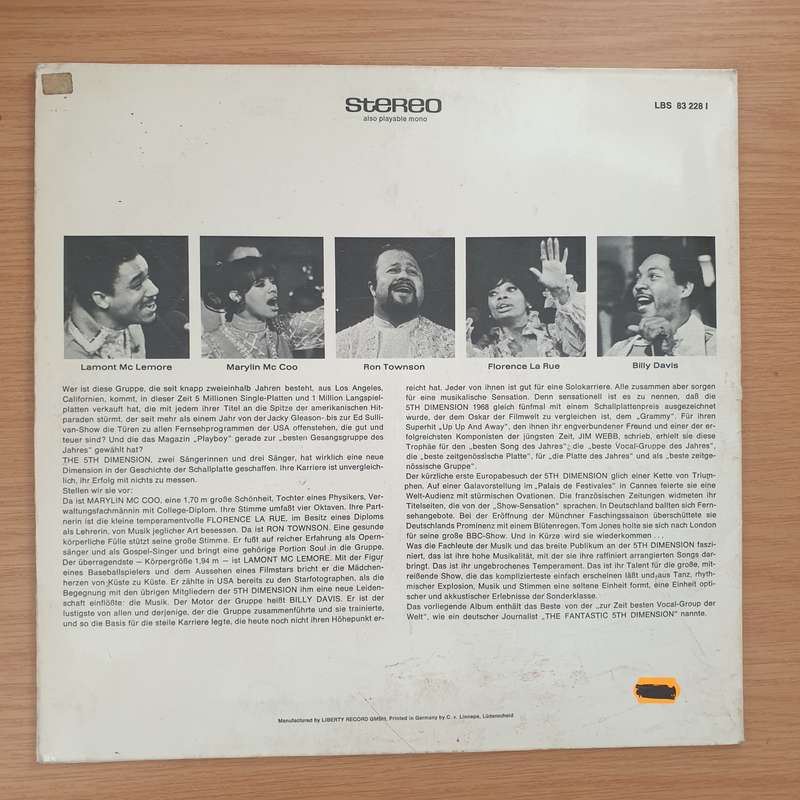 stereo
also playable mono
LBS 83 228 I
Lamont Mc Lemore
Marylin Mc Coo
Ron Townson
Florence La Rue
Billy Davis
Wer ist diese Gruppe, die seit knapp zweieinhalb Jahren besteht, aus Los Angeles,
Californien, kommt, in dieser Zeit 5 Millionen Single-Platten und 1 Million Langspiel-
platten verkauft hat, die mit jedem ihrer Titel an die Spitze der amerikanischen Hit-
paraden stürmt, der seit mehr als einem Jahr von der Jacky Gleason- bis zur Ed Sulli-
van-Show die Türen zu allen Fernsehprogrammen der USA offenstehen, die gut und
teuer sind? Und die das Magazin „Playboy” gerade zur „besten Gesangsgruppe des
Jahres” gewählt hat?
THE 5TH DIMENSION, zwei Sängerinnen und drei Sänger, hat wirklich eine neue
Dimension in der Geschichte der Schallplatte geschaffen. Ihre Karriere ist unvergleich-
lich, ihr Erfolg mit nichts zu messen.
Stellen wir sie vor:
Da ist MARYLIN MC COO, eine 1,70 m große Schönheit, Tochter eines Physikers, Ver-
waltungsfachmännin mit College-Diplom. Ihre Stimme umfaßt vier Oktaven. Ihre Part-
nerin ist die kleine temperamentvolle FLORENCE LA RUE, im Besitz eines Diploms
als Lehrerin, von Musik jeglicher Art besessen. Da ist RON TOWNSON. Eine gesunde
körperliche Fülle stützt seine große Stimme. Er fußt auf reicher Erfahrung als Opern-
sänger und als Gospel-Singer und bringt eine gehörige Portion Soul in die Gruppe.
Der überragendste – Körpergröße 1,94 m – ist LAMONT MC LEMORE. Mit der Figur
eines Baseballspielers und dem Aussehen eines Filmstars bricht er die Mädchen-
herzen von Küste zu Küste. Er zählte in USA bereits zu den Starfotographen, als die
Begegnung mit den übrigen Mitgliedern der 5TH DIMENSION ihm eine neue Leiden-
schaft einflößte: die Musik. Der Motor der Gruppe heißt BILLY DAVIS. Er ist der
lustigste von allen und derjenige, der die Gruppe zusammenführte und sie trainierte,
und so die Basis für die steile Karriere legte, die heute noch nicht ihren Höhepunkt er-
reicht hat. Jeder von ihnen ist gut für eine Solokarriere. Alle zusammen aber sorgen
für eine musikalische Sensation. Denn sensationell ist es zu nennen, daß die
5TH DIMENSION 1968 gleich fünfmal mit einem Schallplattenpreis ausgezeichnet
wurde, der dem Oskar der Filmwelt zu vergleichen ist, dem „Grammy”. Für ihren
Superhit „Up Up And Away”, den ihnen ihr engverbundener Freund und einer der er-
folgreichsten Komponisten der jüngsten Zeit, JIM WEBB, schrieb, erhielt sie diese
Trophäe für den „besten Song des Jahres”, die „beste Vocal-Gruppe des Jahres”,
die „beste zeitgenössische Platte”, für „die Platte des Jahres” und als „beste zeitge-
nössische Gruppe”.
Der kürzliche erste Europabesuch der 5TH DIMENSION glich einer Kette von Trium-
phen. Auf einer Galavorstellung im „Palais de Festivales” in Cannes feierte sie eine
Welt-Audienz mit stürmischen Ovationen. Die französischen Zeitungen widmeten ihr
Titelseiten, die von der „Show-Sensation” sprachen. In Deutschland ballten sich Fern-
sehangebote. Bei der Eröffnung der Münchner Faschingssaison überschüttete sie
Deutschlands Prominenz mit einem Blütenregen. Tom Jones holte sie sich nach London
für seine große BBC-Show. Und in Kürze wird sie wiederkommen ...
Was die Fachleute der Musik und das breite Publikum an der 5TH DIMENSION faszi-
niert, das ist ihre hohe Musikalität, mit der sie ihre raffiniert arrangierten Songs dar-
bringt. Das ist ihr ungebrochenes Temperament. Das ist ihr Talent für die große, mit-
reißende Show, die das komplizierteste einfach erscheinen läßt und aus Tanz, rhyth-
mischer Explosion, Musik und Stimmen eine seltene Einheit formt, eine Einheit opti-
scher und akkustischer Erlebnisse der Sonderklasse.
Das vorliegende Album enthält das Beste von der „zur Zeit besten Vocal-Group der
Welt”, wie ein deutscher Journalist „THE FANTASTIC 5TH DIMENSION” nannte.
Manufactured by LIBERTY RECORD GMBH, Printed in Germany by C. v. Linnepe, Lüdenscheid